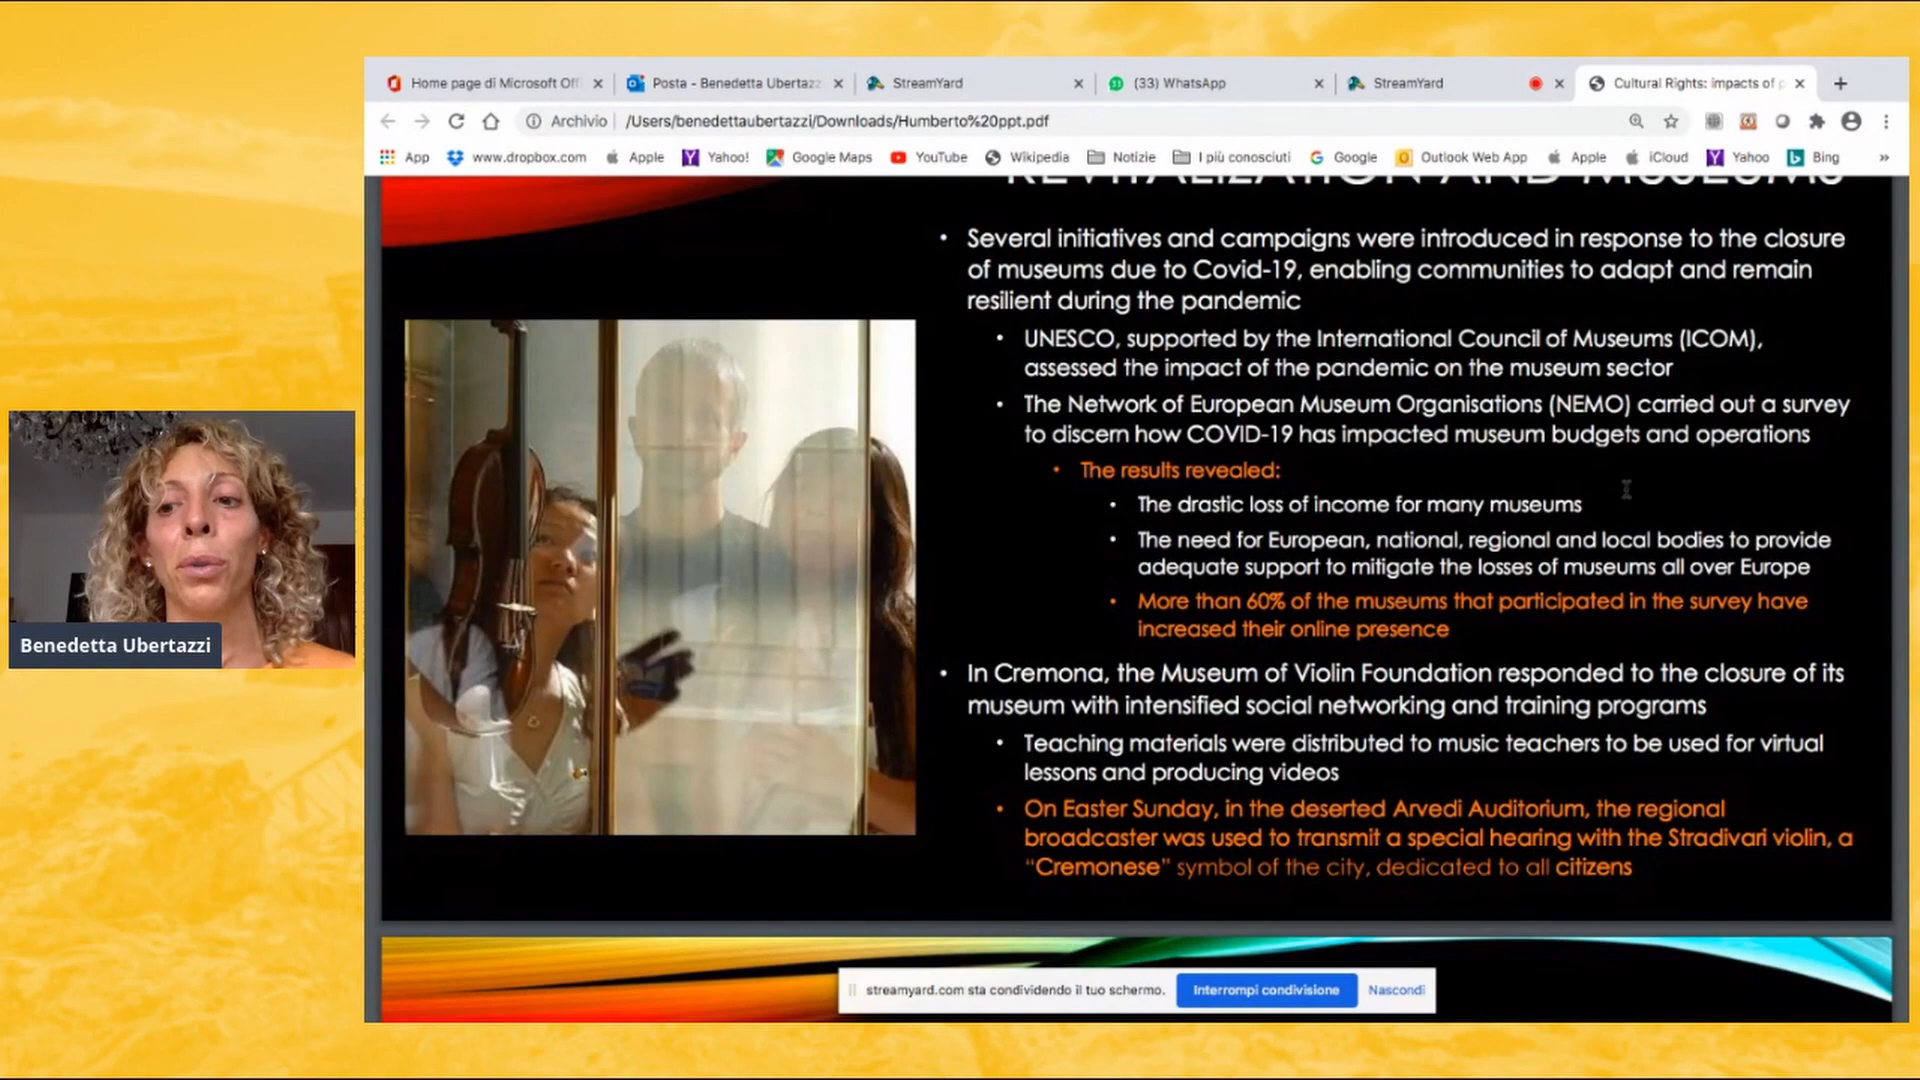 Home page di Microsoft Offi
Posta - Benedetta Ubertazz
StreamYard
(33) WhatsApp
StreamYard
Cultural Rights: impacts of p
Archivio
/Users/benedettaubertazzi/Downloads/Humberto%20ppt.pdf
App
www.dropbox.com
Apple
Yahoo!
Google Maps
YouTube
Wikipedia
Notizie
I più conosciuti
Google
Outlook Web App
Apple
iCloud
Yahoo
Bing
»
REVITALIZATION AND MUSEUMS
• Several initiatives and campaigns were introduced in response to the closure
of museums due to Covid-19, enabling communities to adapt and remain
resilient during the pandemic
• UNESCO, supported by the International Council of Museums (ICOM),
assessed the impact of the pandemic on the museum sector
• The Network of European Museum Organisations (NEMO) carried out a survey
to discern how COVID-19 has impacted museum budgets and operations
• The results revealed:
• The drastic loss of income for many museums
• The need for European, national, regional and local bodies to provide
adequate support to mitigate the losses of museums all over Europe
• More than 60% of the museums that participated in the survey have
increased their online presence
• In Cremona, the Museum of Violin Foundation responded to the closure of its
museum with intensified social networking and training programs
• Teaching materials were distributed to music teachers to be used for virtual
lessons and producing videos
• On Easter Sunday, in the deserted Arvedi Auditorium, the regional
broadcaster was used to transmit a special hearing with the Stradivari violin, a
"Cremonese" symbol of the city, dedicated to all citizens
Benedetta Ubertazzi
streamyard.com sta condividendo il tuo schermo.
Interrompi condivisione
Nascondi